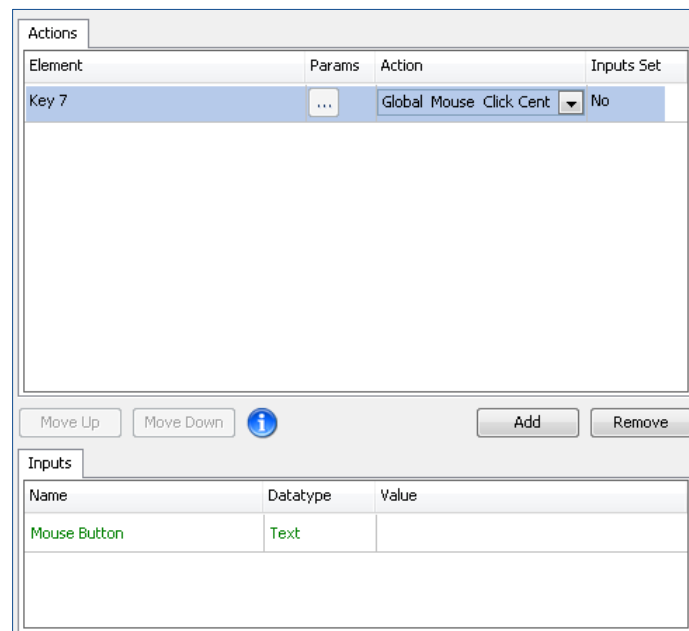 Actions
Element Params Action Inputs Set
Key 7 ... Global Mouse Click Cent No
Move Up Move Down Add Remove
Inputs
Name Datatype Value
Mouse Button Text